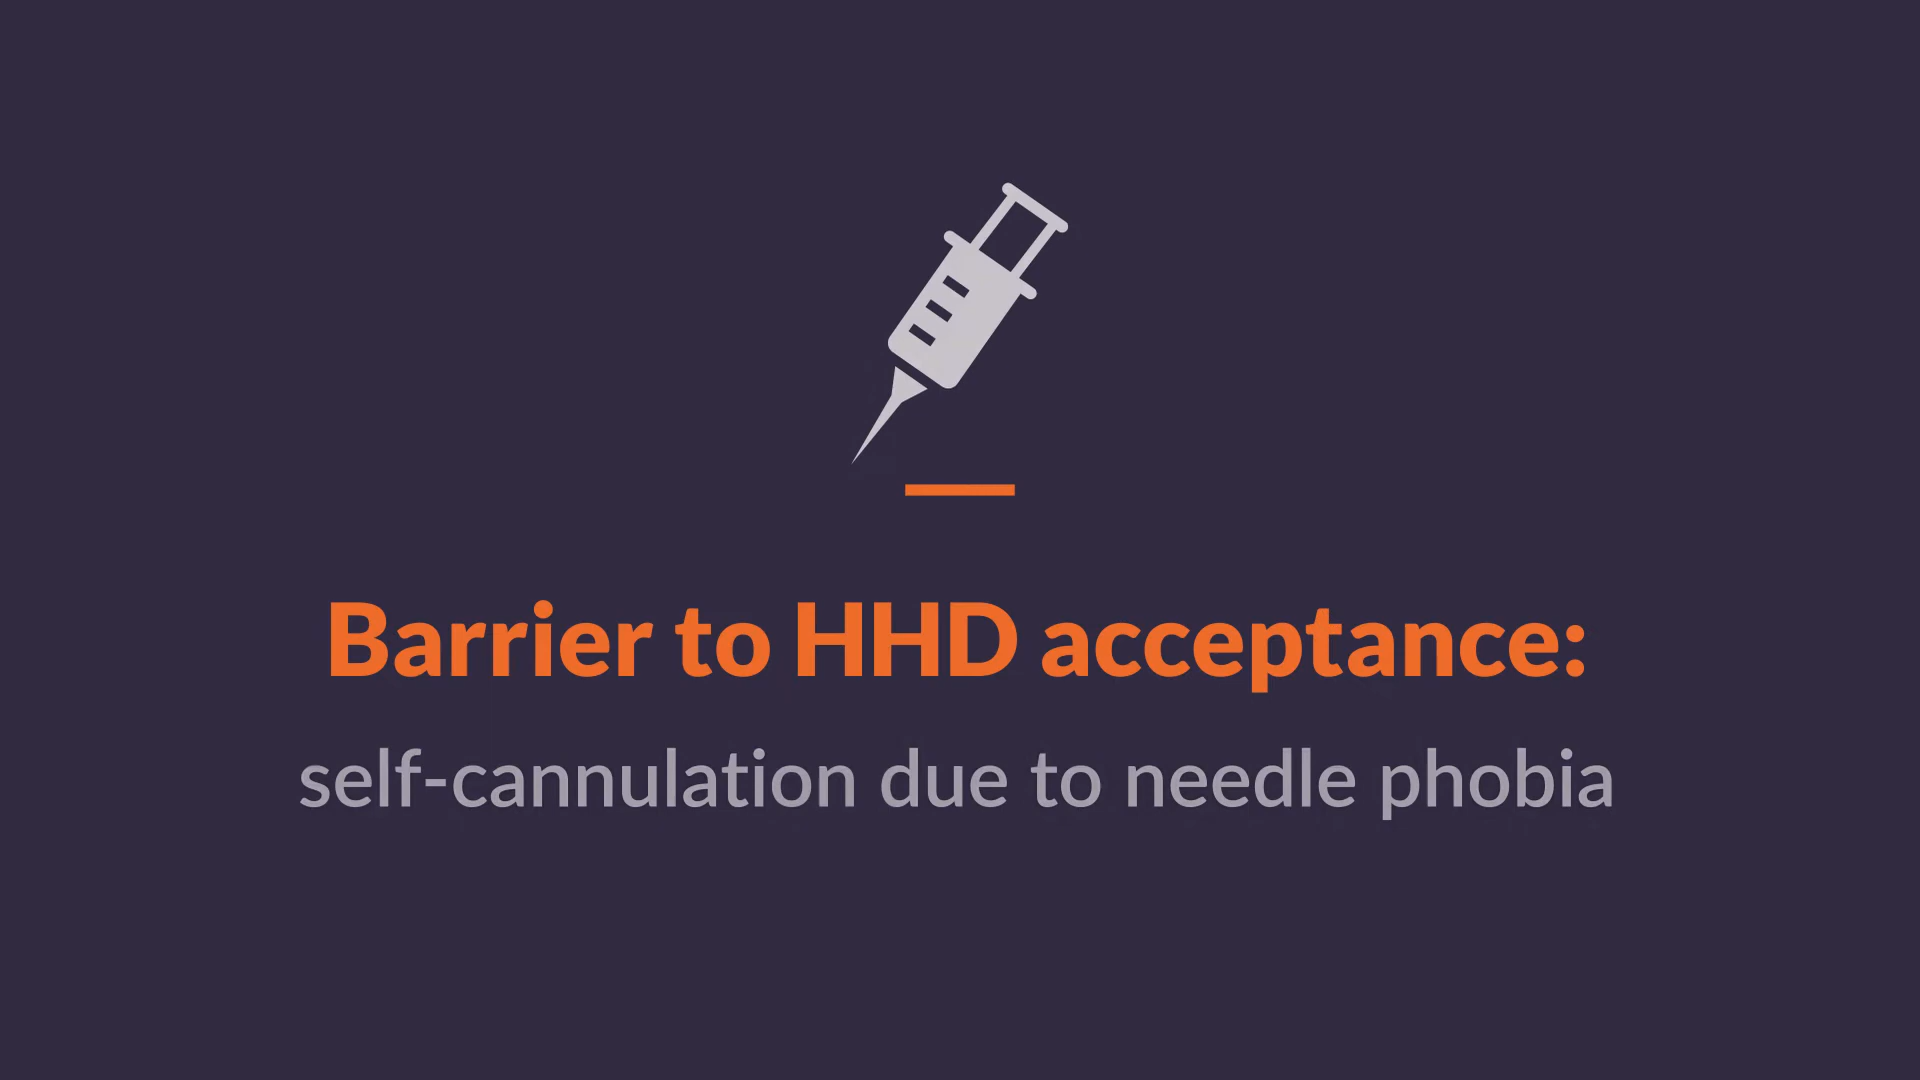 Barrier to HHD acceptance:
self-cannulation due to needle phobia